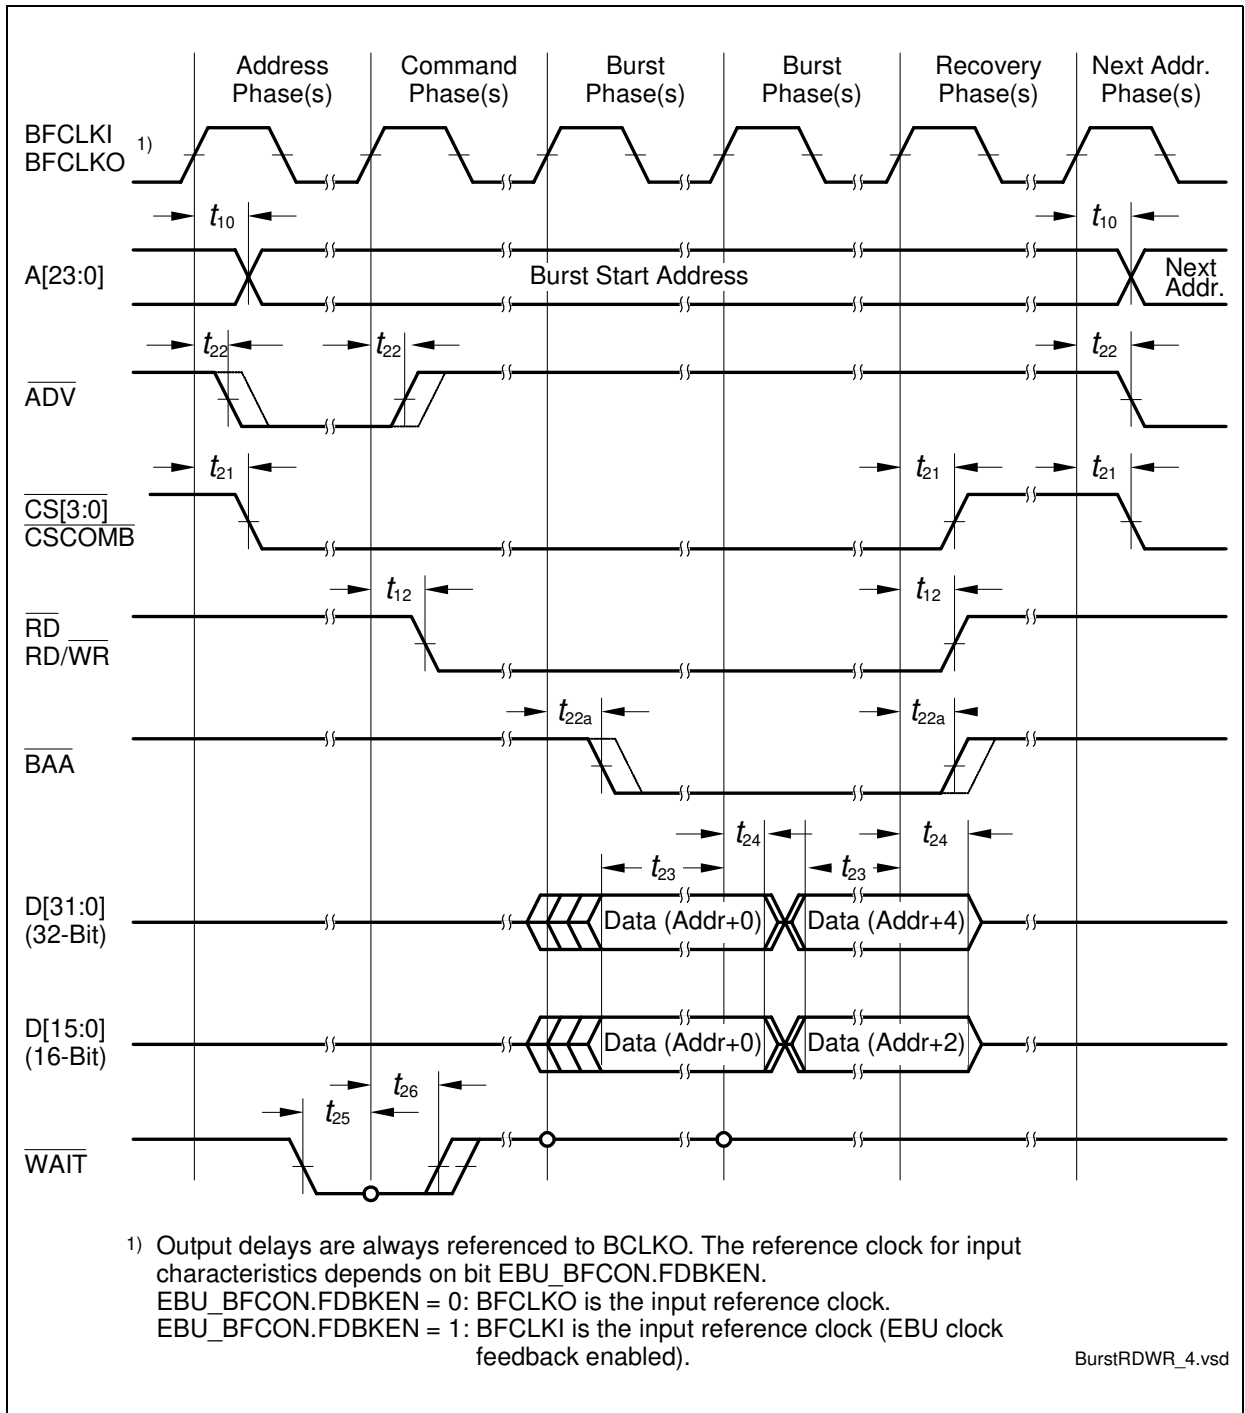 Address Phase(s)
Command Phase(s)
Burst Phase(s)
Burst Phase(s)
Recovery Phase(s)
Next Addr. Phase(s)
BFCLKI
BFCLKO 1)
t10
t10
A[23:0]
Burst Start Address
Next Addr.
t22
t22
t22
ADV
t21
t21
t21
CS[3:0]
CSCOMB
t12
t12
RD
RD/WR
t22a
t22a
BAA
t24
t24
t23
t23
D[31:0]
(32-Bit)
Data (Addr+0)
Data (Addr+4)
D[15:0]
(16-Bit)
Data (Addr+0)
Data (Addr+2)
t26
t25
WAIT
1) Output delays are always referenced to BCLKO. The reference clock for input
characteristics depends on bit EBU_BFCON.FDBKEN.
EBU_BFCON.FDBKEN = 0: BFCLKO is the input reference clock.
EBU_BFCON.FDBKEN = 1: BFCLKI is the input reference clock (EBU clock
feedback enabled).
BurstRDWR_4.vsd